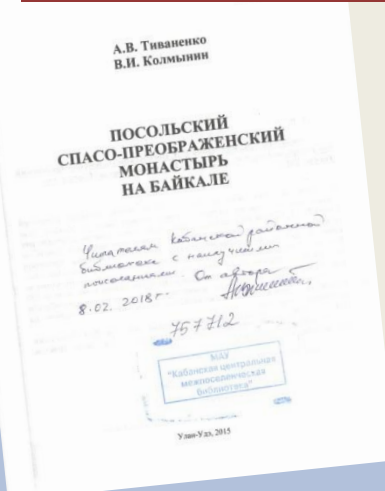 А.В. Тиваненко
В.И. Колмынин
ПОСОЛЬСКИЙ
СПАСО-ПРЕОБРАЖЕНСКИЙ
МОНАСТЫРЬ
НА БАЙКАЛЕ
Читателям Кабанской районной
библиотеки с наилучшими
пожеланиями. От автора
8.02. 2018 г.
757712
МАУ
"Кабанская центральная
межпоселенческая
библиотека"
Улан-Удэ, 2015